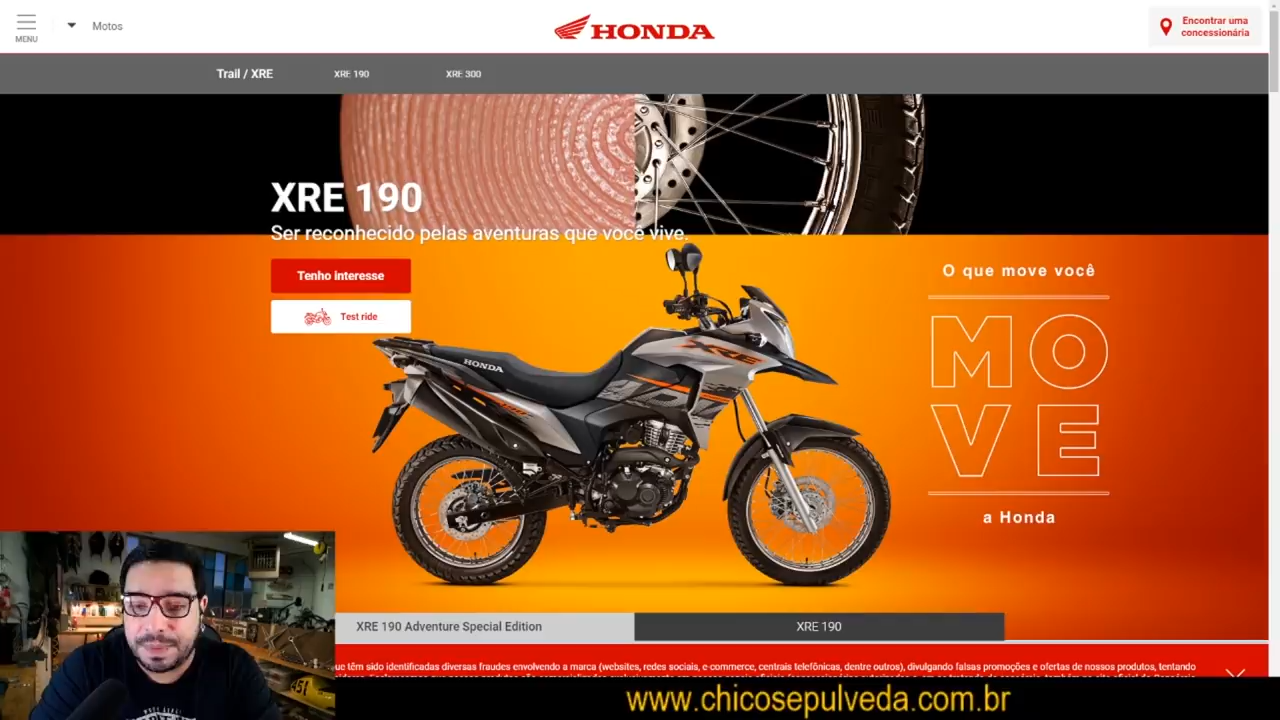 MENU
Motos
HONDA
Encontrar uma
concessionária
Trail / XRE
XRE 190
XRE 300
XRE 190
Ser reconhecido pelas aventuras que você vive.
Tenho interesse
Test ride
O que move você
MO
VE
a Honda
HONDA
XRE
XRE 190 Adventure Special Edition
XRE 190
ue têm sido identificadas diversas fraudes envolvendo a marca (websites, redes sociais, e-commerce, centrais telefônicas, dentre outros), divulgando falsas promoções e ofertas de nossos produtos, tentando
www.chicosepulveda.com.br